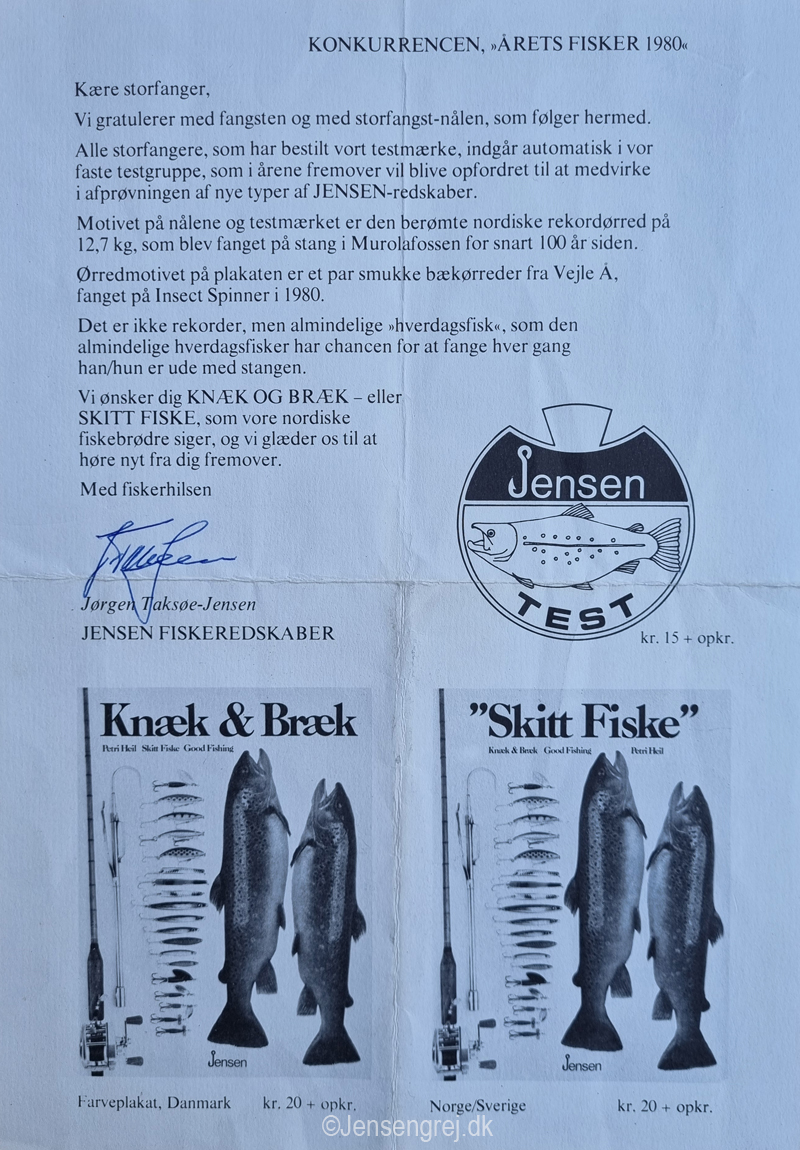 KONKURRENCEN, »ÅRETS FISKER 1980«
Kære storfanger,
Vi gratulerer med fangsten og med storfangst-nålen, som følger hermed.
Alle storfangere, som har bestilt vort testmærke, indgår automatisk i vor
faste testgruppe, som i årene fremover vil blive opfordret til at medvirke
i afprøvningen af nye typer af JENSEN-redskaber.
Motivet på nålene og testmærket er den berømte nordiske rekordørred på
12,7 kg, som blev fanget på stang i Murolafossen for snart 100 år siden.
Ørredmotivet på plakaten er et par smukke bækørreder fra Vejle Å,
fanget på Insect Spinner i 1980.
Det er ikke rekorder, men almindelige »hverdagsfisk«, som den
almindelige hverdagsfisker har chancen for at fange hver gang
han/hun er ude med stangen.
Vi ønsker dig KNÆK OG BRÆK – eller
SKITT FISKE, som vore nordiske
fiskebrødre siger, og vi glæder os til at
høre nyt fra dig fremover.
Med fiskerhilsen
Jørgen Taksøe-Jensen
JENSEN FISKEREDSKABER
Jensen
TEST
kr. 15 + opkr.
Knæk & Bræk
Petri Heil Skitt Fiske Good Fishing
Jensen
Farveplakat, Danmark kr. 20 + opkr.
"Skitt Fiske"
Knæk & Bræk Good Fishing Petri Heil
Jensen
Norge/Sverige kr. 20 + opkr.
©Jensengrej.dk